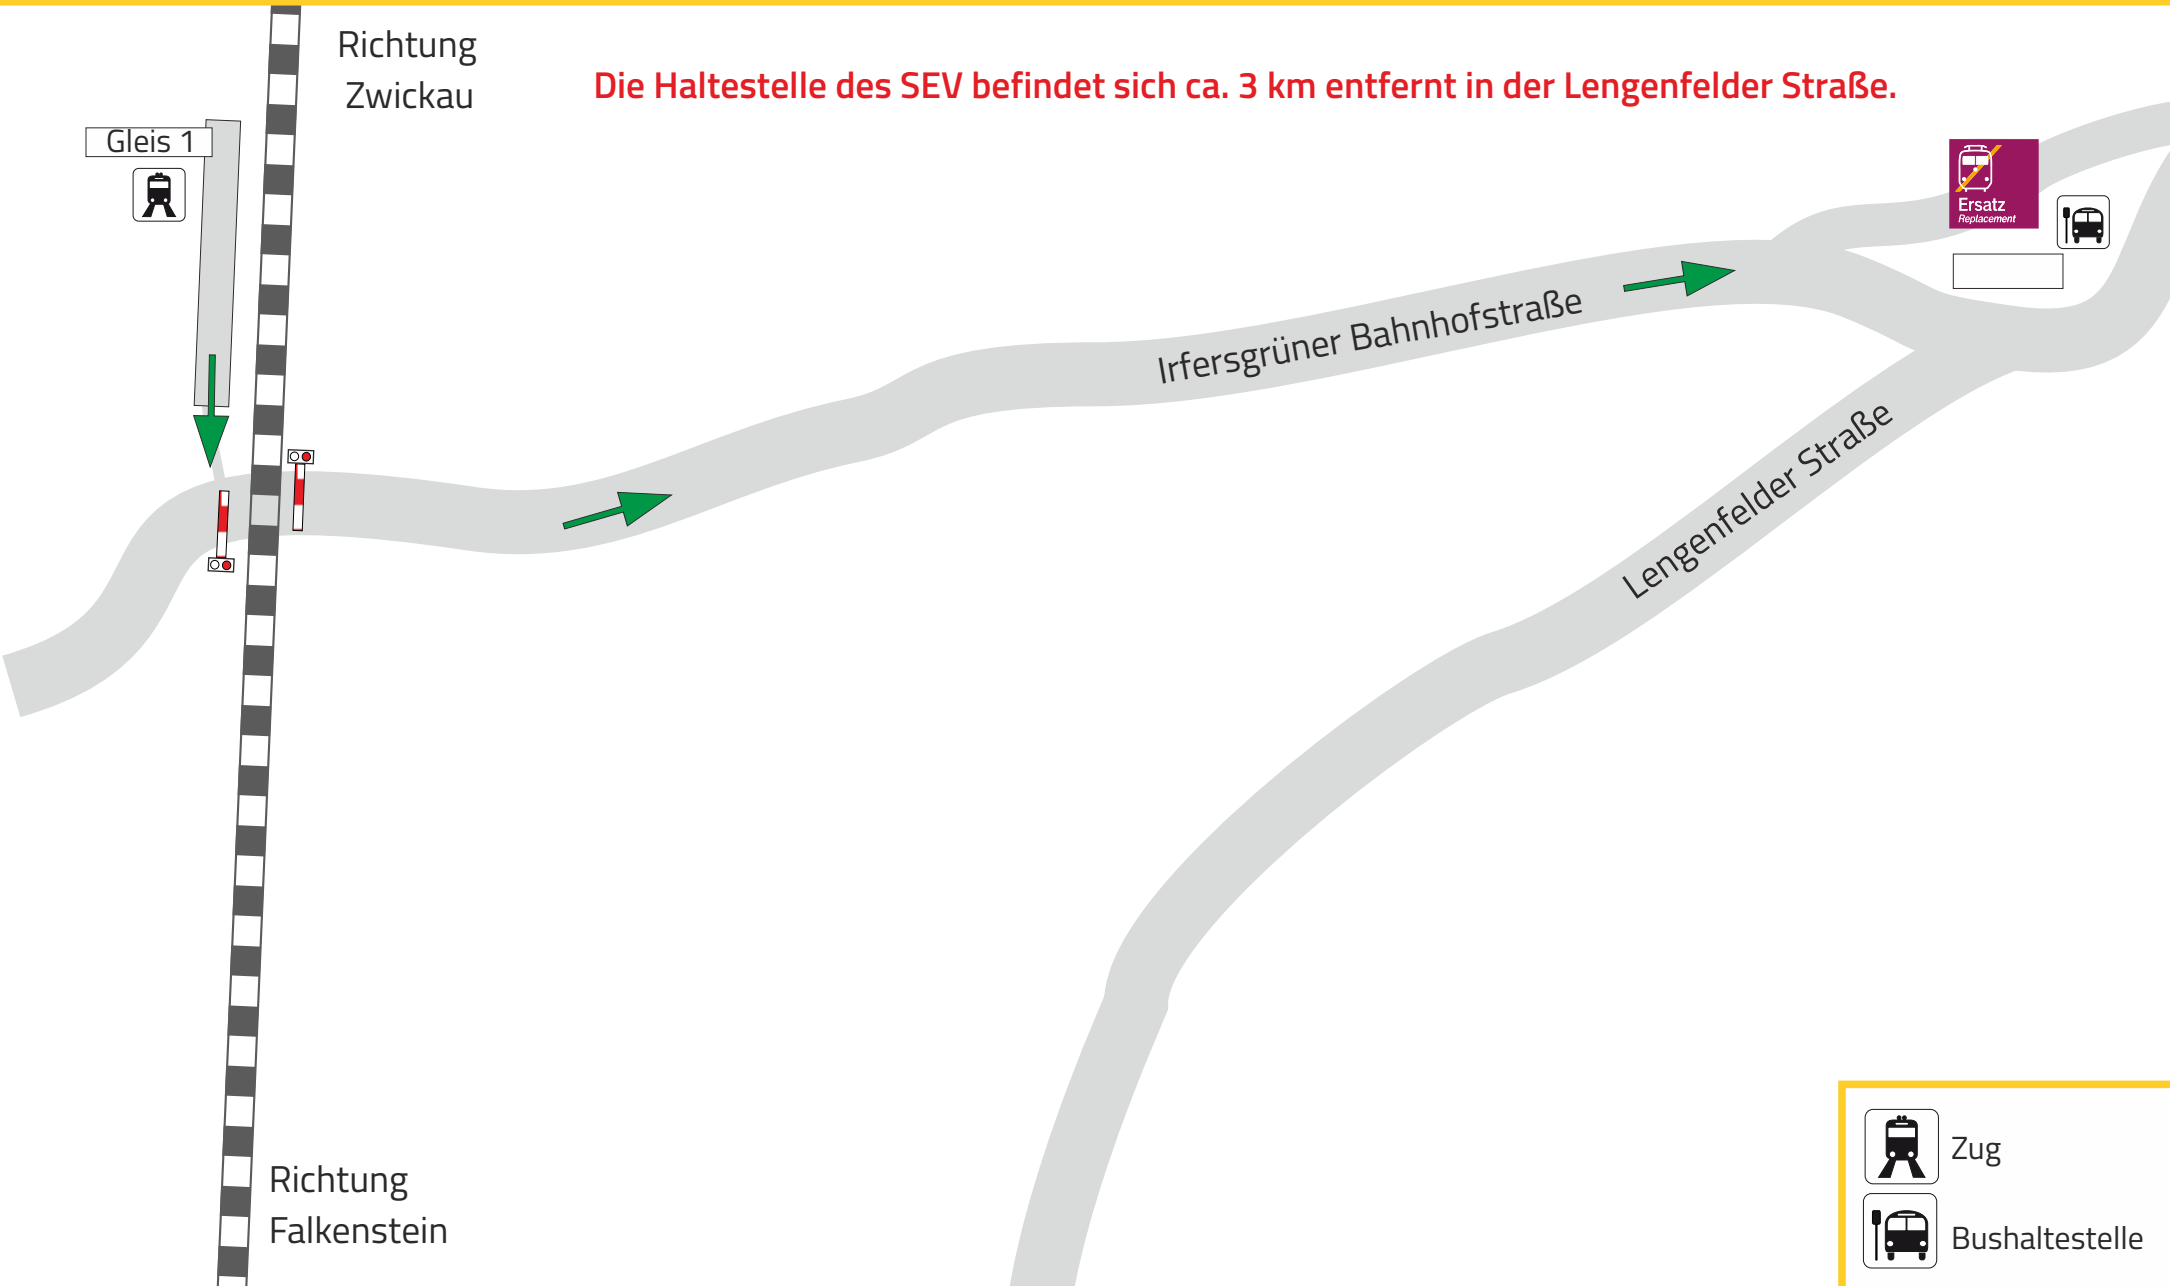 Richtung
Zwickau
Die Haltestelle des SEV befindet sich ca. 3 km entfernt in der Lengenfelder Straße.
Gleis 1
Ersatz
Replacement
Irfersgrüner Bahnhofstraße
Lengenfelder Straße
Richtung
Falkenstein
Zug
Bushaltestelle